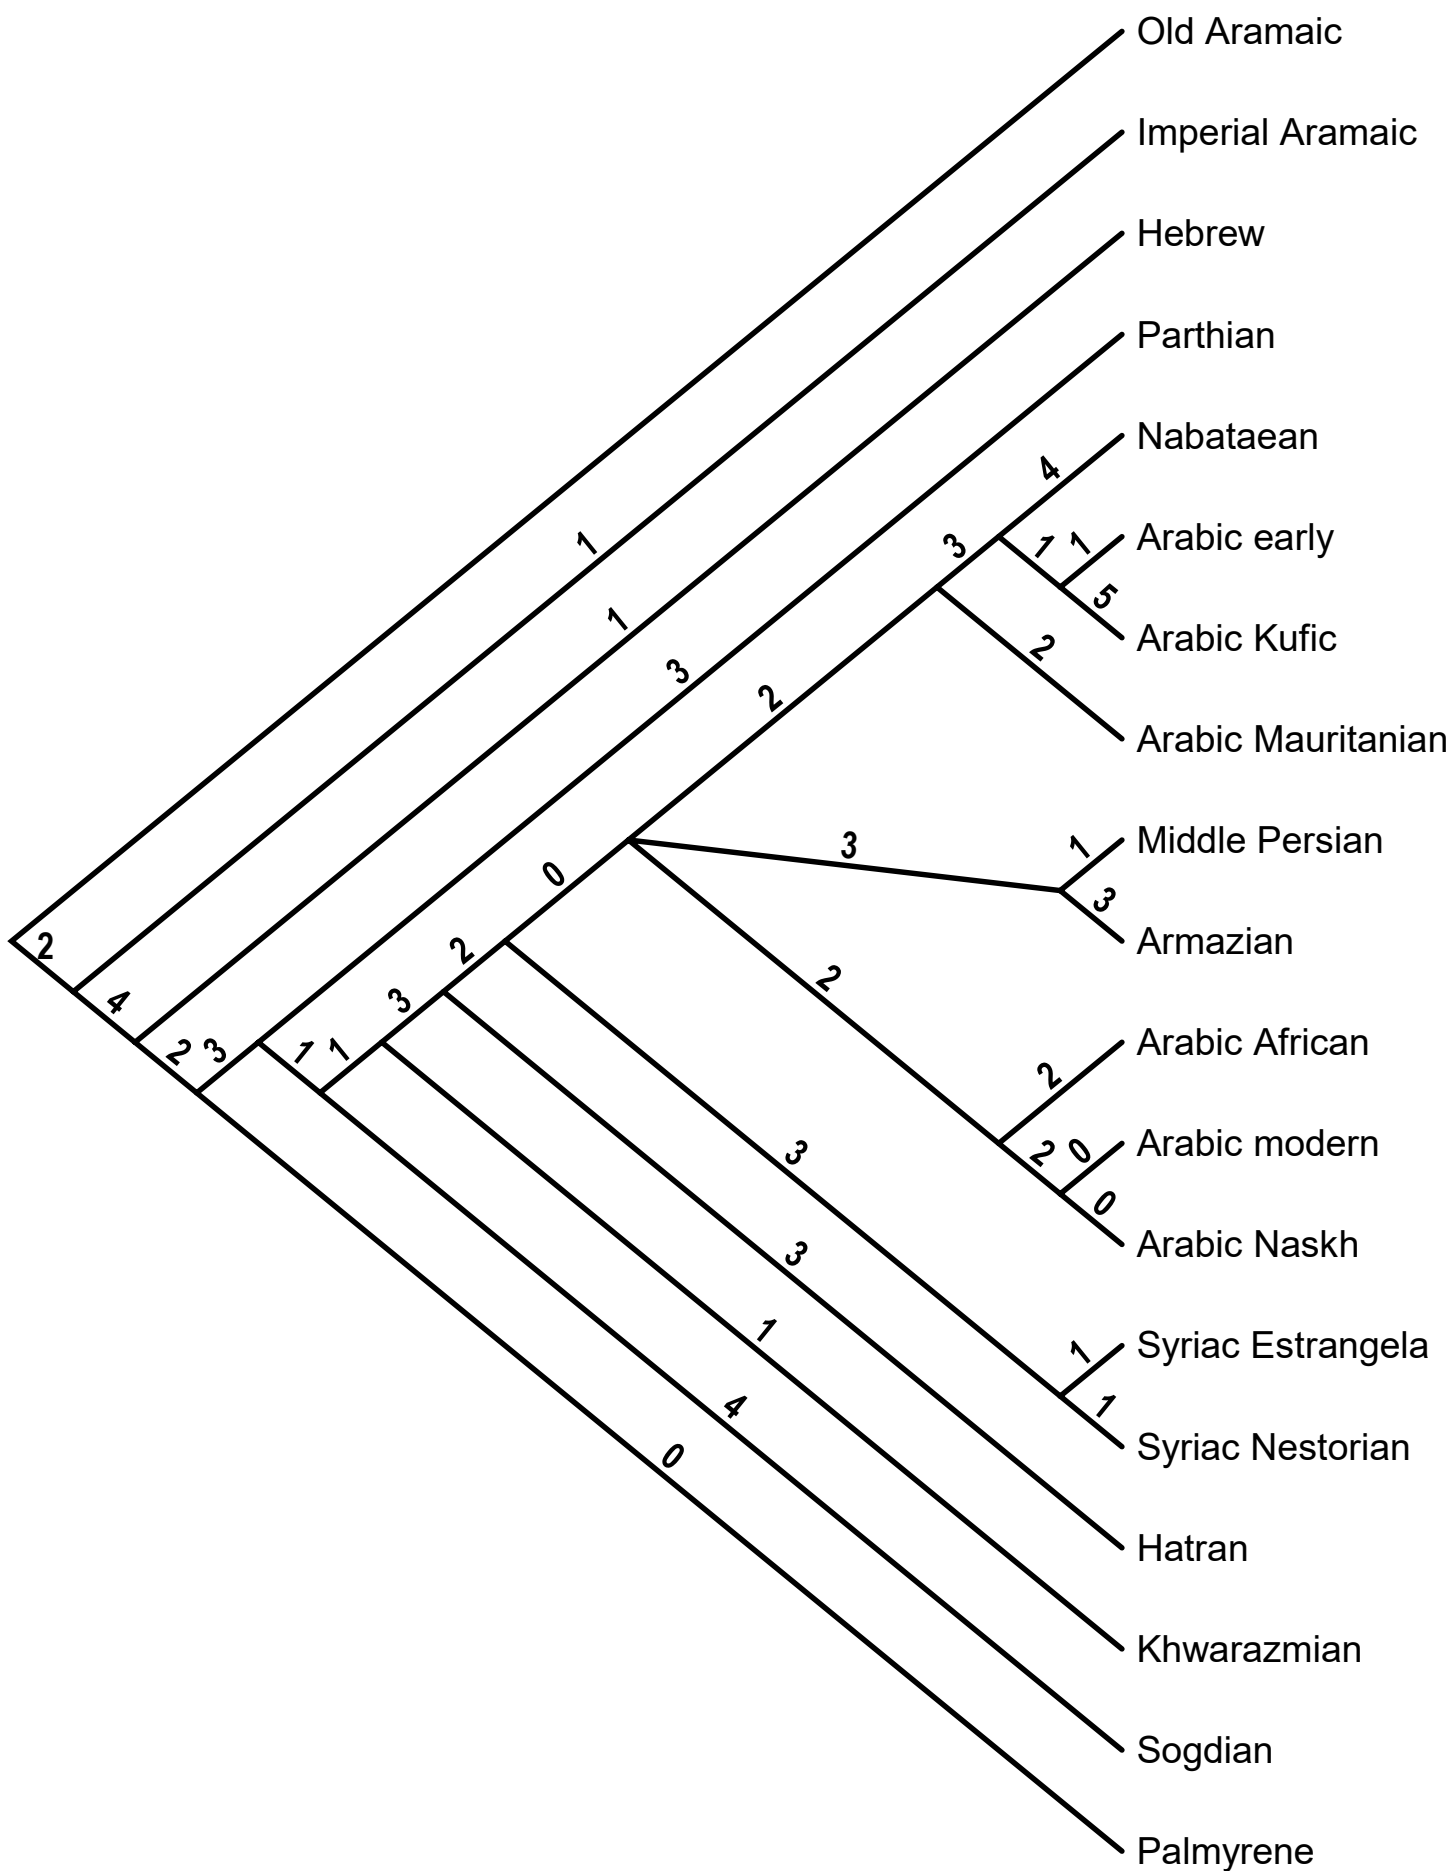 Old Aramaic
Imperial Aramaic
Hebrew
Parthian
Nabataean
4
Arabic early
1
1
3
1
Arabic Kufic
5
1
2
Arabic Mauritanian
3
2
Middle Persian
1
3
0
Armazian
3
2
2
2
Arabic African
4
3
2
3
1
1
2
Arabic modern
2
0
3
Arabic Naskh
0
3
Syriac Estrangela
1
1
Syriac Nestorian
1
4
0
Hatran
Khwarazmian
Sogdian
Palmyrene